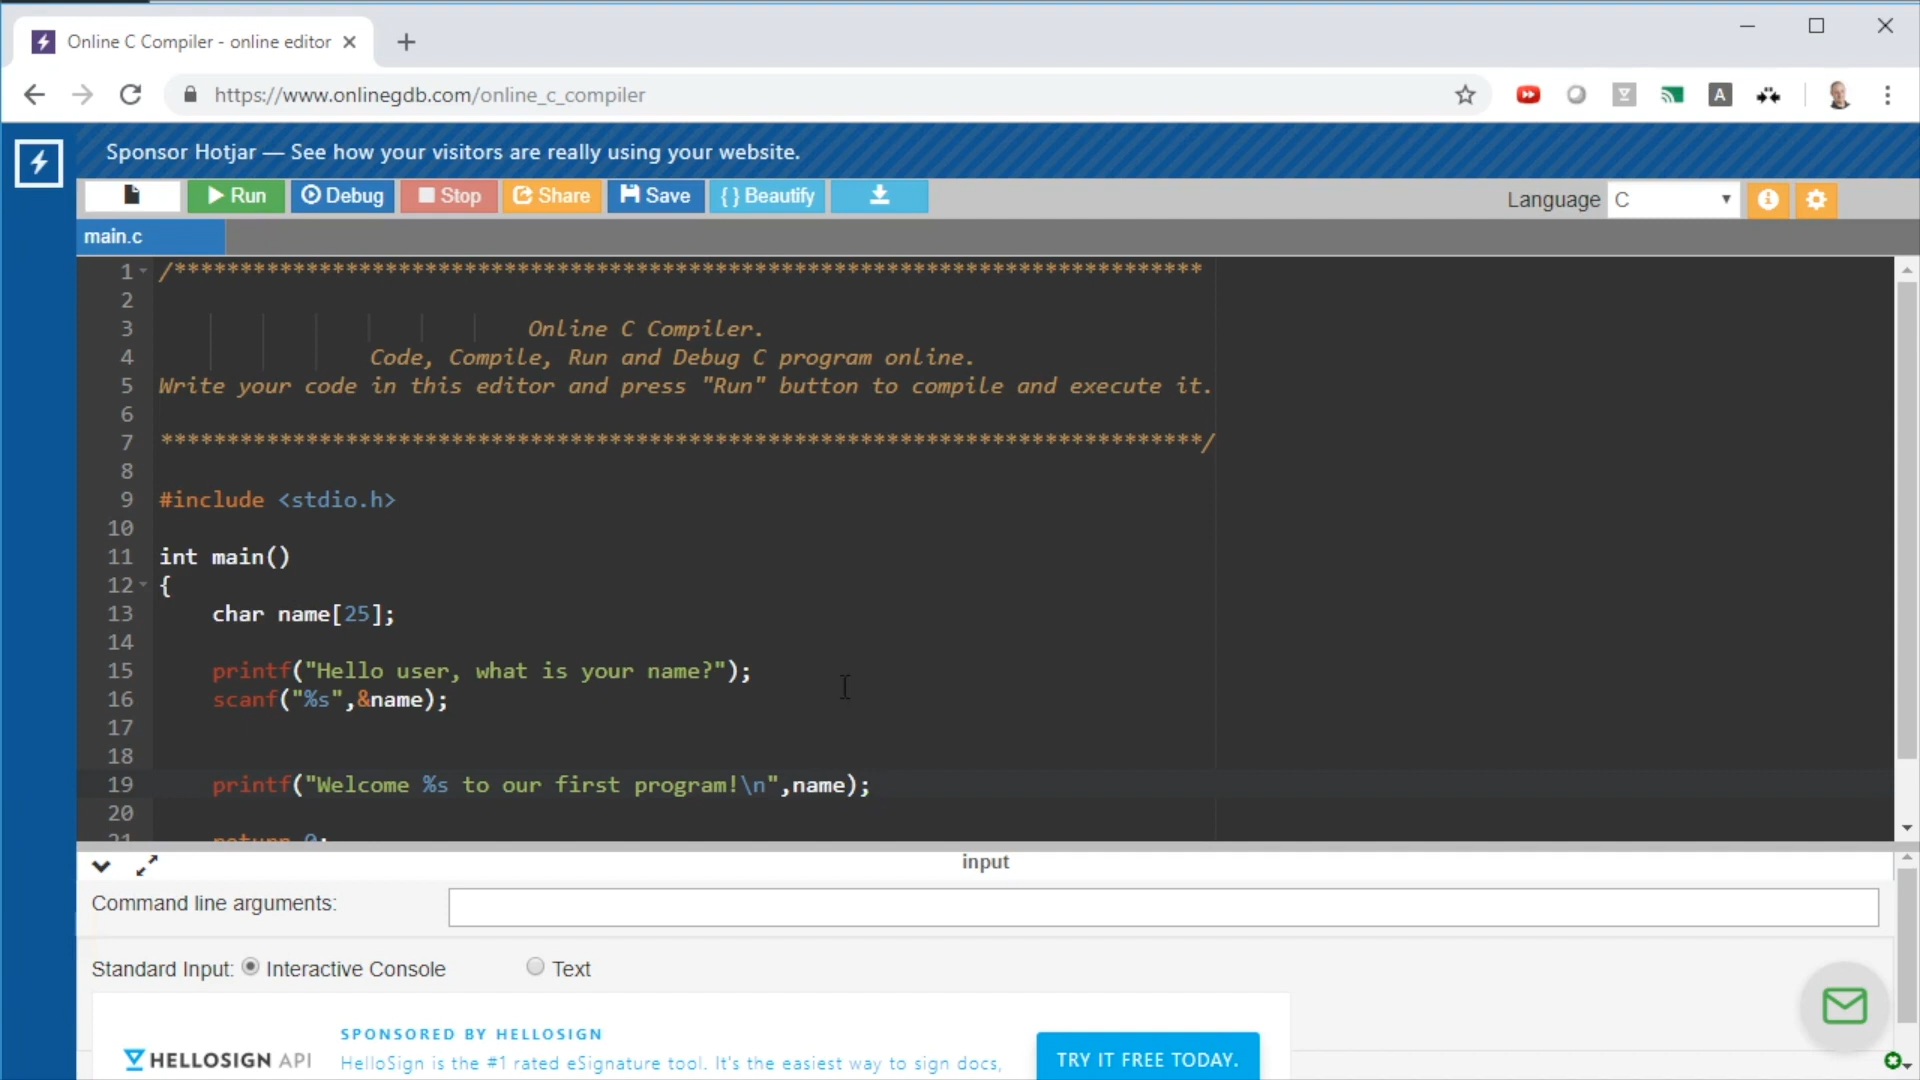 Online C Compiler - online editor
https://www.onlinegdb.com/online_c_compiler
A
Sponsor Hotjar — See how your visitors are really using your website.
Run Debug Stop Share Save { } Beautify Language C
main.c
1 /******************************************************************************
2
3 Online C Compiler.
4 Code, Compile, Run and Debug C program online.
5 Write your code in this editor and press "Run" button to compile and execute it.
6
7 *******************************************************************************/
8
9 #include <stdio.h>
10
11 int main()
12 {
13 char name[25];
14
15 printf("Hello user, what is your name?");
16 scanf("%s",&name);
17
18
19 printf("Welcome %s to our first program!\n",name);
20
21 return 0;
input
Command line arguments:
Standard Input: Interactive Console Text
SPONSORED BY HELLOSIGN
HELLOSIGN API HelloSign is the #1 rated eSignature tool. It's the easiest way to sign docs, TRY IT FREE TODAY.